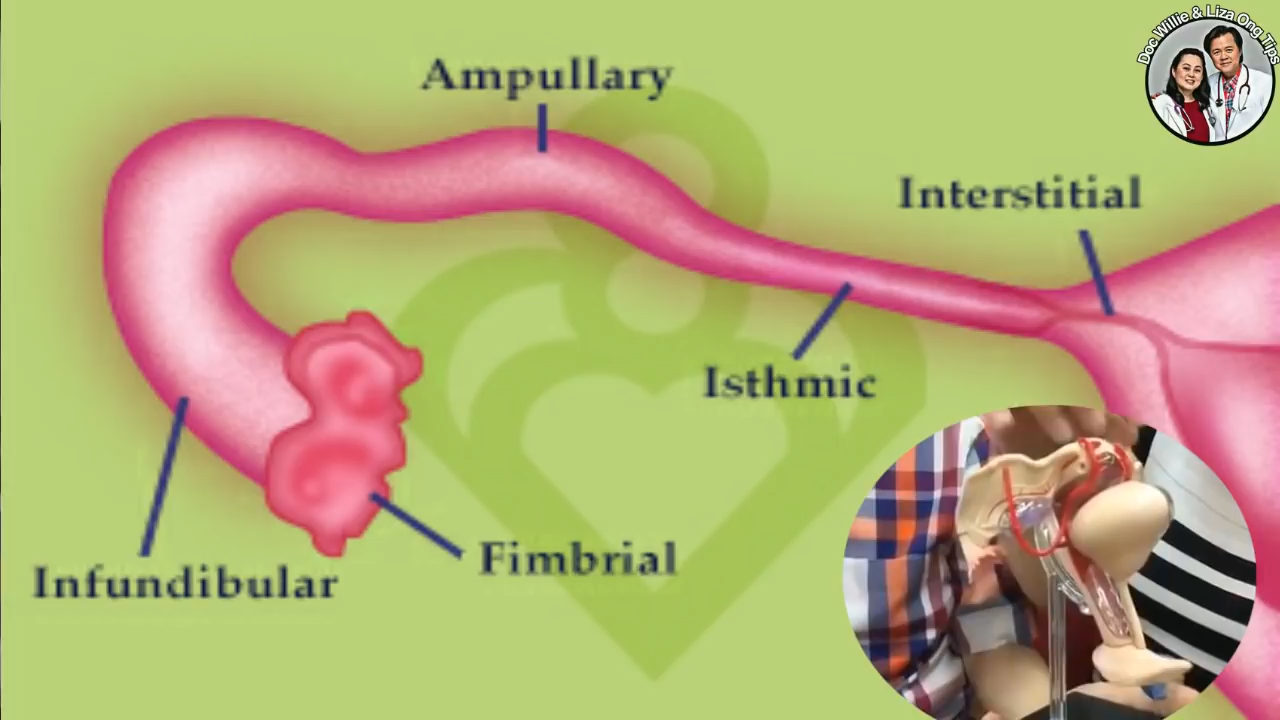 Doc Willie & Liza Ong Tips
Ampullary
Interstitial
Isthmic
Fimbrial
Infundibular